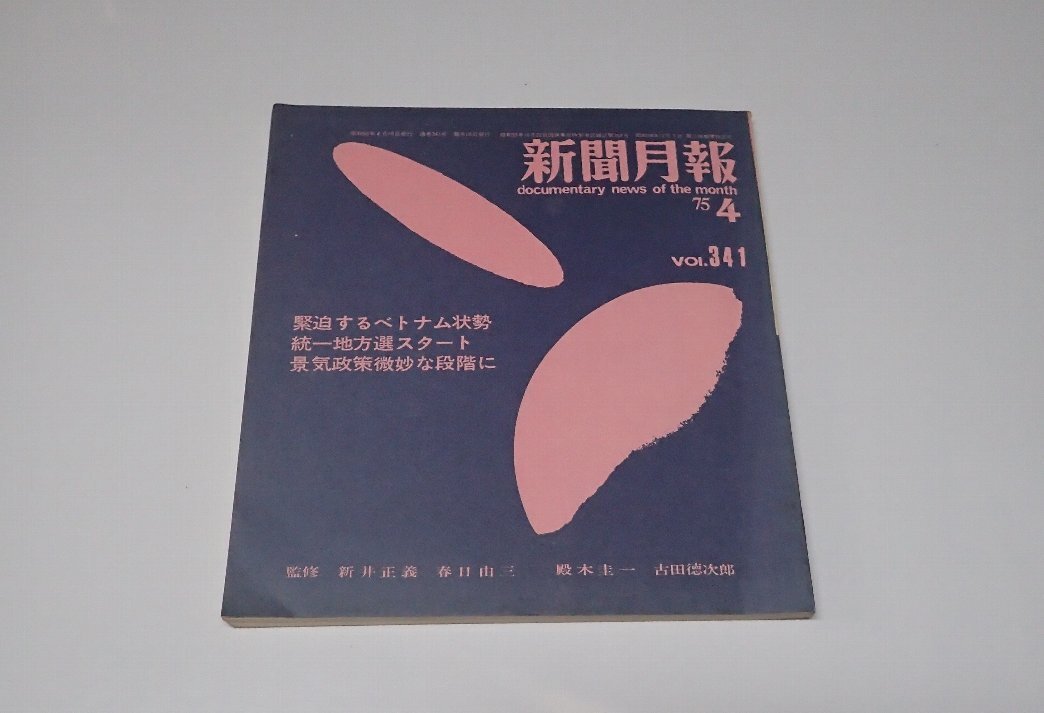 新聞月報
documentary news of the month
75 4
VOL.341
緊迫するベトナム状勢
統一地方選スタート
景気政策微妙な段階に
監修 新井正義 春日由三 殿木圭一 古田徳次郎